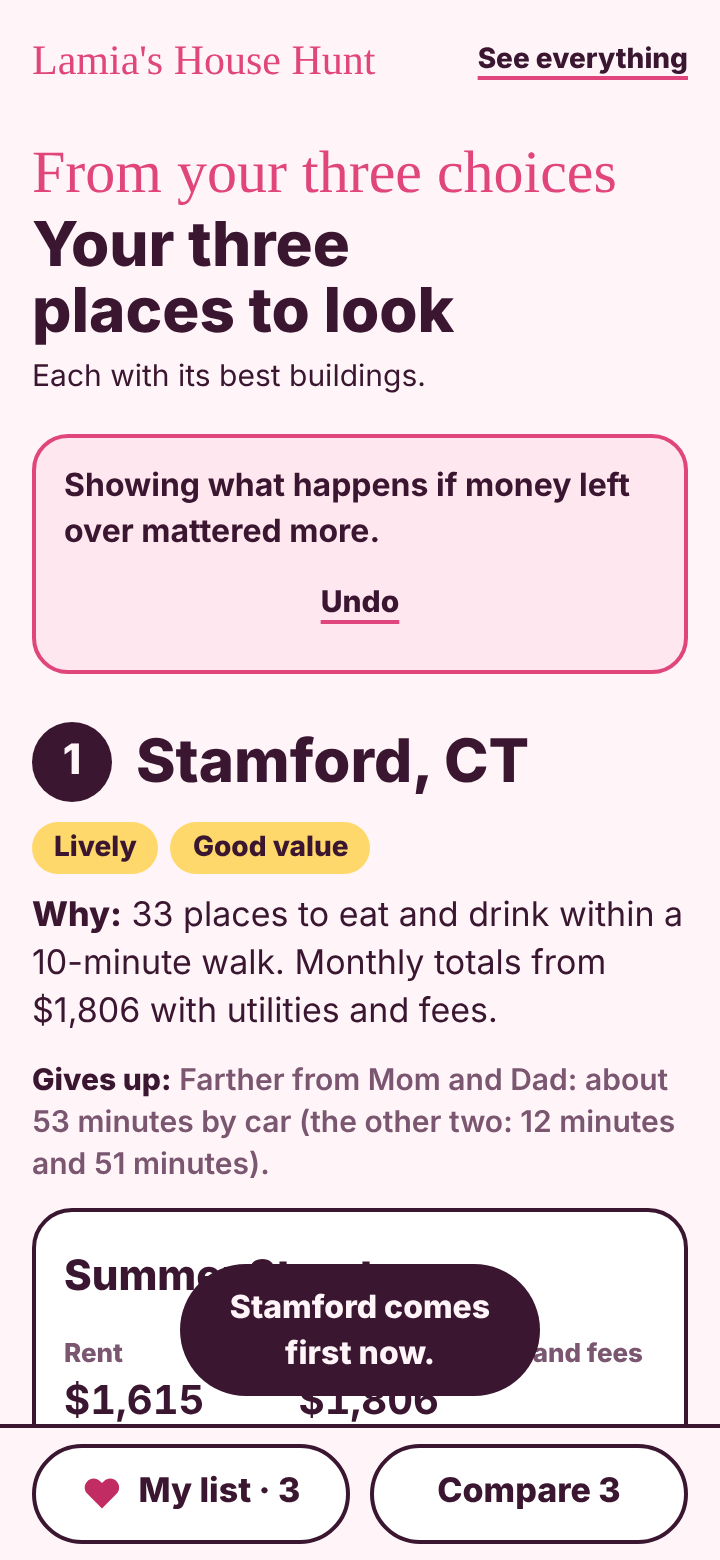 Lamia's House Hunt
See everything
From your three choices
Your three
places to look
Each with its best buildings.
Showing what happens if money left
over mattered more.
Undo
1 Stamford, CT
Lively
Good value
Why: 33 places to eat and drink within a
10-minute walk. Monthly totals from
$1,806 with utilities and fees.
Gives up: Farther from Mom and Dad: about
53 minutes by car (the other two: 12 minutes
and 51 minutes).
Stamford comes
first now.
Rent
and fees
$1,615
$1,806
My list · 3
Compare 3